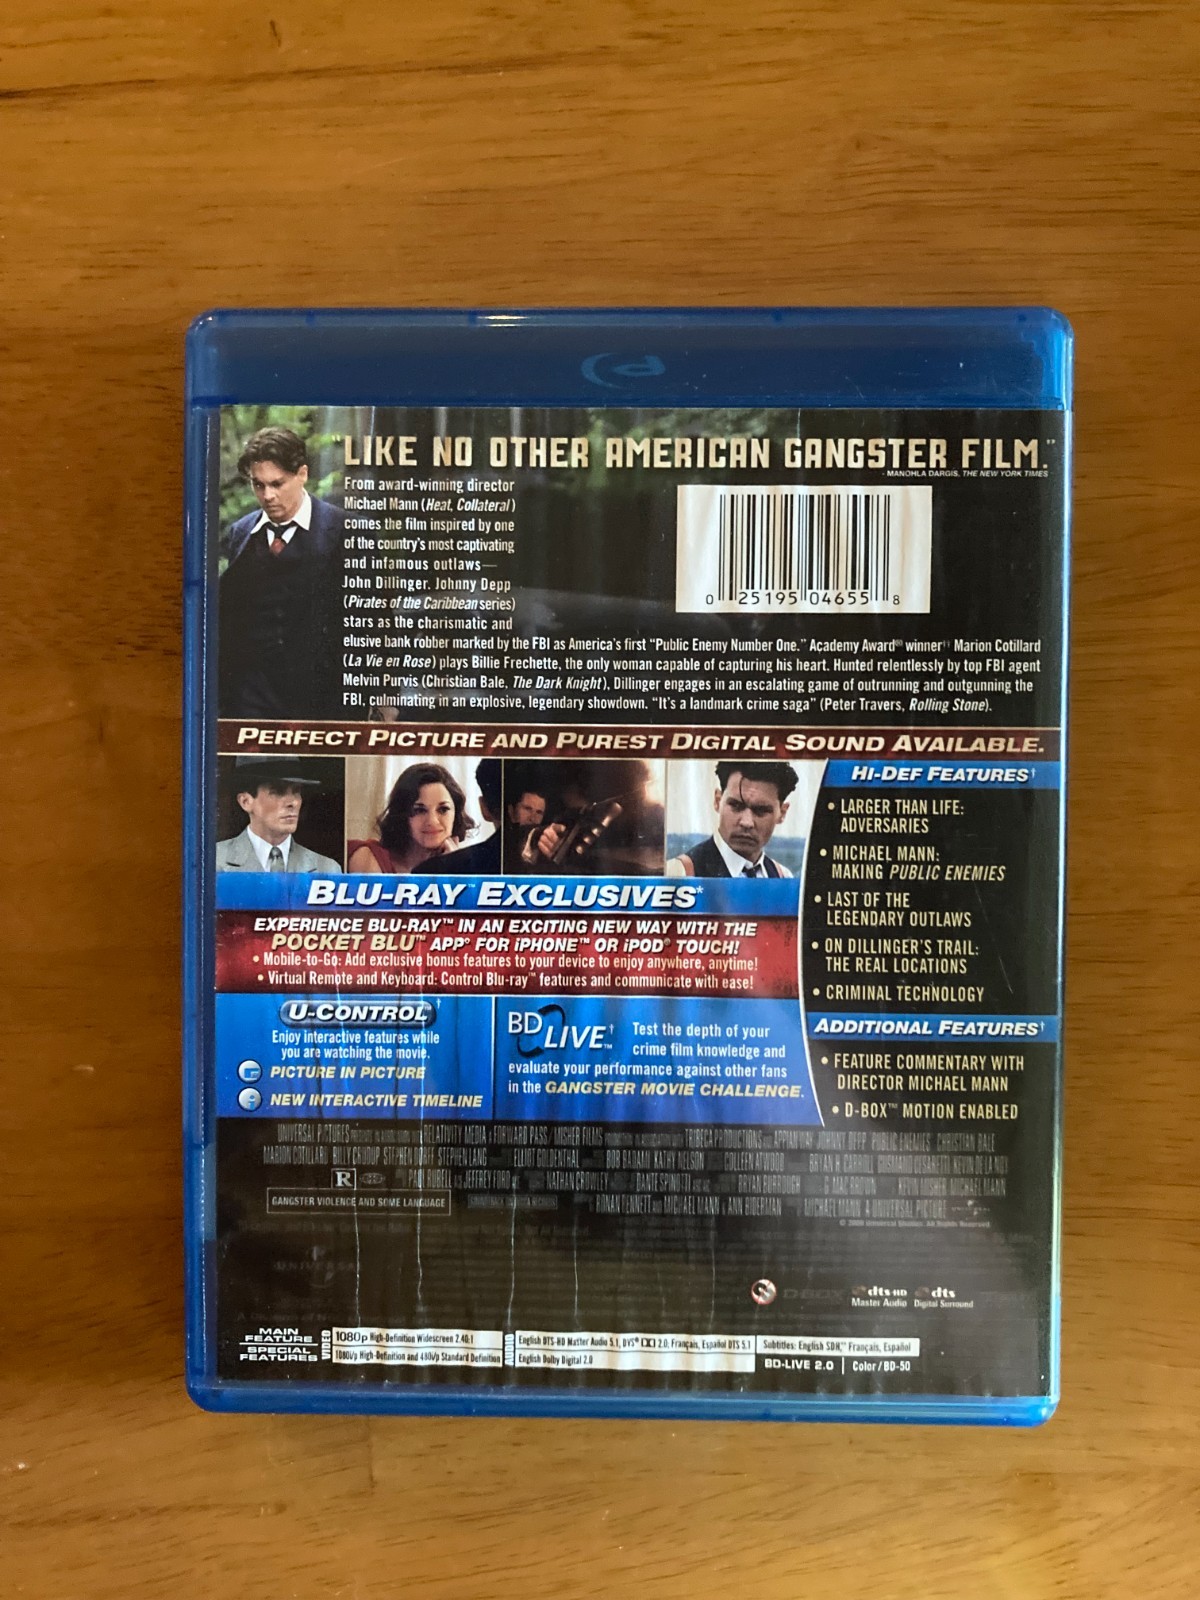 "LIKE NO OTHER AMERICAN GANGSTER FILM."
- MANOHLA DARGIS, THE NEW YORK TIMES
From award-winning director
Michael Mann (Heat, Collateral)
comes the film inspired by one
of the country's most captivating
and infamous outlaws—
John Dillinger. Johnny Depp
(Pirates of the Caribbean series)
stars as the charismatic and
elusive bank robber marked by the FBI as America's first "Public Enemy Number One." Academy Award® winner†† Marion Cotillard
(La Vie en Rose) plays Billie Frechette, the only woman capable of capturing his heart. Hunted relentlessly by top FBI agent
Melvin Purvis (Christian Bale, The Dark Knight), Dillinger engages in an escalating game of outrunning and outgunning the
FBI, culminating in an explosive, legendary showdown. "It's a landmark crime saga" (Peter Travers, Rolling Stone).
0 25195 04655 8
PERFECT PICTURE AND PUREST DIGITAL SOUND AVAILABLE.
BLU-RAY™ EXCLUSIVES*
EXPERIENCE BLU-RAY™ IN AN EXCITING NEW WAY WITH THE
POCKET BLU™ APP° FOR iPHONE™ OR iPOD® TOUCH!
• Mobile-to-Go: Add exclusive bonus features to your device to enjoy anywhere, anytime!
• Virtual Remote and Keyboard: Control Blu-ray™ features and communicate with ease!
U-CONTROL™†
Enjoy interactive features while
you are watching the movie.
PICTURE IN PICTURE
NEW INTERACTIVE TIMELINE
BD LIVE™†
Test the depth of your
crime film knowledge and
evaluate your performance against other fans
in the GANGSTER MOVIE CHALLENGE.
HI-DEF FEATURES†
• LARGER THAN LIFE:
ADVERSARIES
• MICHAEL MANN:
MAKING PUBLIC ENEMIES
• LAST OF THE
LEGENDARY OUTLAWS
• ON DILLINGER'S TRAIL:
THE REAL LOCATIONS
• CRIMINAL TECHNOLOGY
ADDITIONAL FEATURES†
• FEATURE COMMENTARY WITH
DIRECTOR MICHAEL MANN
• D-BOX™ MOTION ENABLED
UNIVERSAL PICTURES RELATIVITY MEDIA A FORWARD PASS/MISHER FILMS TRIBECA PRODUCTIONS APPIAN WAY JOHNNY DEPP PUBLIC ENEMIES CHRISTIAN BALE
MARION COTILLARD BILLY CRUDUP STEPHEN DORFF STEPHEN LANG ELLIOT GOLDENTHAL BOB BADAMI KATHY NELSON COLLEEN ATWOOD BRYAN H. CARROLL
JEFFREY FORD NATHAN CROWLEY DANTE SPINOTTI BRYAN BURROUGH KEVIN MISHER MICHAEL MANN
R
GANGSTER VIOLENCE AND SOME LANGUAGE
RONAN BENNETT AND MICHAEL MANN & ANN BIDERMAN MICHAEL MANN A UNIVERSAL PICTURE
Universal Studios. All Rights Reserved.
UNIVERSAL
D-BOX
dts-HD
Master Audio
dts
Digital Surround
MAIN
FEATURE
SPECIAL
FEATURES
VIDEO
1080p High-Definition Widescreen 2.40:1
1080i/p High-Definition and 480i/p Standard Definition
AUDIO
English DTS-HD Master Audio 5.1, DVS® 2.0; Français, Español DTS 5.1
English Dolby Digital 2.0
Subtitles: English SDH, Français, Español
BD-LIVE 2.0 | Color/BD-50